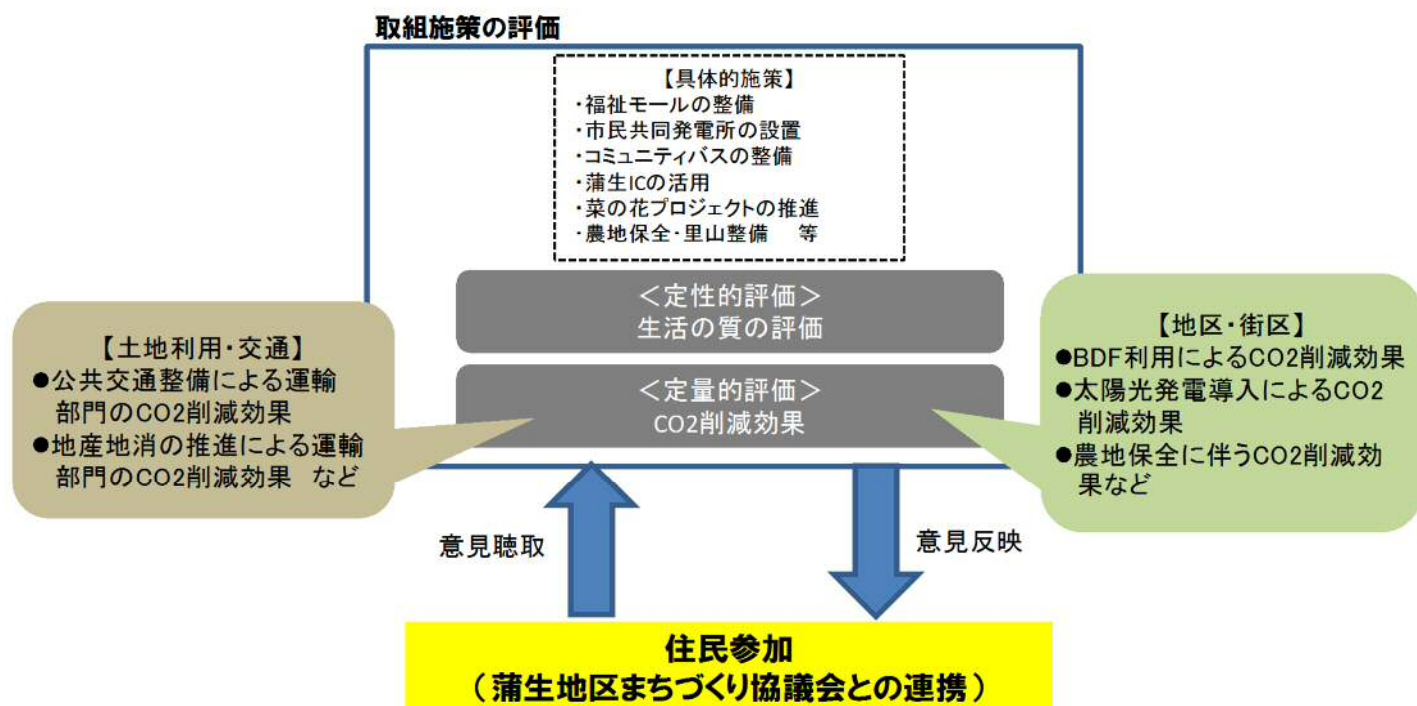 取組施策の評価
【具体的施策】
・福祉モールの整備
・市民共同発電所の設置
・コミュニティバスの整備
・蒲生ICの活用
・菜の花プロジェクトの推進
・農地保全・里山整備　等
＜定性的評価＞
生活の質の評価
＜定量的評価＞
CO2削減効果
【土地利用・交通】
●公共交通整備による運輸
部門のCO2削減効果
●地産地消の推進による運輸
部門のCO2削減効果　など
【地区・街区】
●BDF利用によるCO2削減効果
●太陽光発電導入によるCO2
削減効果
●農地保全に伴うCO2削減効
果など
意見聴取
意見反映
住民参加
（蒲生地区まちづくり協議会との連携）